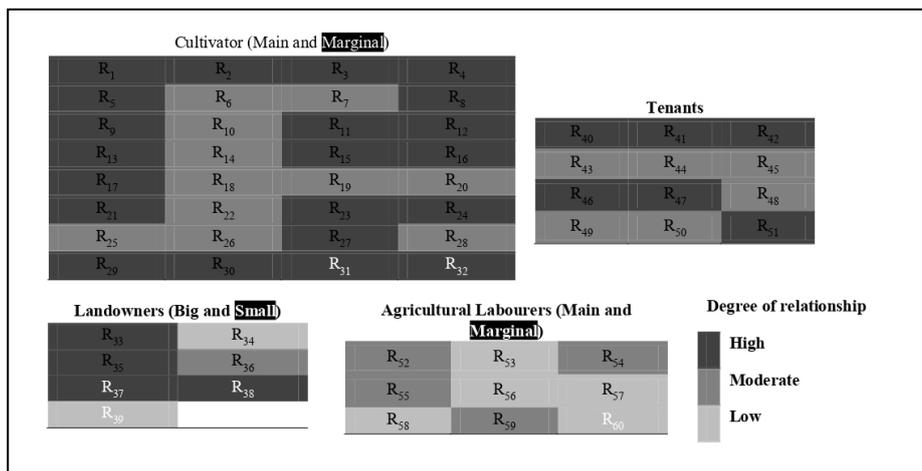 Cultivator (Main and Marginal)
R1 R2 R3 R4
R5 R6 R7 R8
R9 R10 R11 R12
R13 R14 R15 R16
R17 R18 R19 R20
R21 R22 R23 R24
R25 R26 R27 R28
R29 R30 R31 R32
Tenants
R40 R41 R42
R43 R44 R45
R46 R47 R48
R49 R50 R51
Landowners (Big and Small)
R33 R34
R35 R36
R37 R38
R39
Agricultural Labourers (Main and
Marginal)
R52 R53 R54
R55 R56 R57
R58 R59 R60
Degree of relationship
High
Moderate
Low